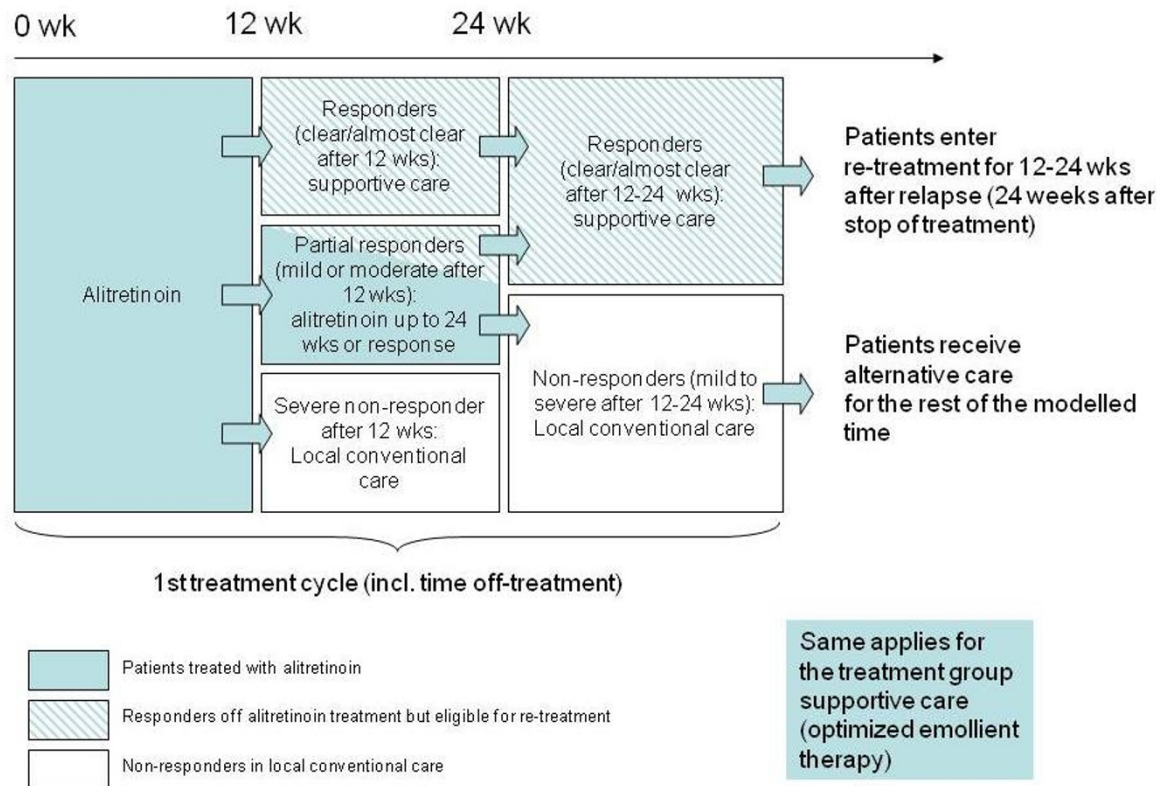 0 wk
12 wk
24 wk
Alitretinoin
Responders
(clear/almost clear
after 12 wks):
supportive care
Partial responders
(mild or moderate after
12 wks):
alitretinoin up to 24
wks or response
Severe non-responder
after 12 wks:
Local conventional
care
Responders
(clear/almost clear
after 12-24 wks):
supportive care
Non-responders (mild to
severe after 12-24 wks):
Local conventional care
Patients enter
re-treatment for 12-24 wks
after relapse (24 weeks after
stop of treatment)
Patients receive
alternative care
for the rest of the modelled
time
1st treatment cycle (incl. time off-treatment)
Patients treated with alitretinoin
Responders off alitretinoin treatment but eligible for re-treatment
Non-responders in local conventional care
Same applies for
the treatment group
supportive care
(optimized emollient
therapy)